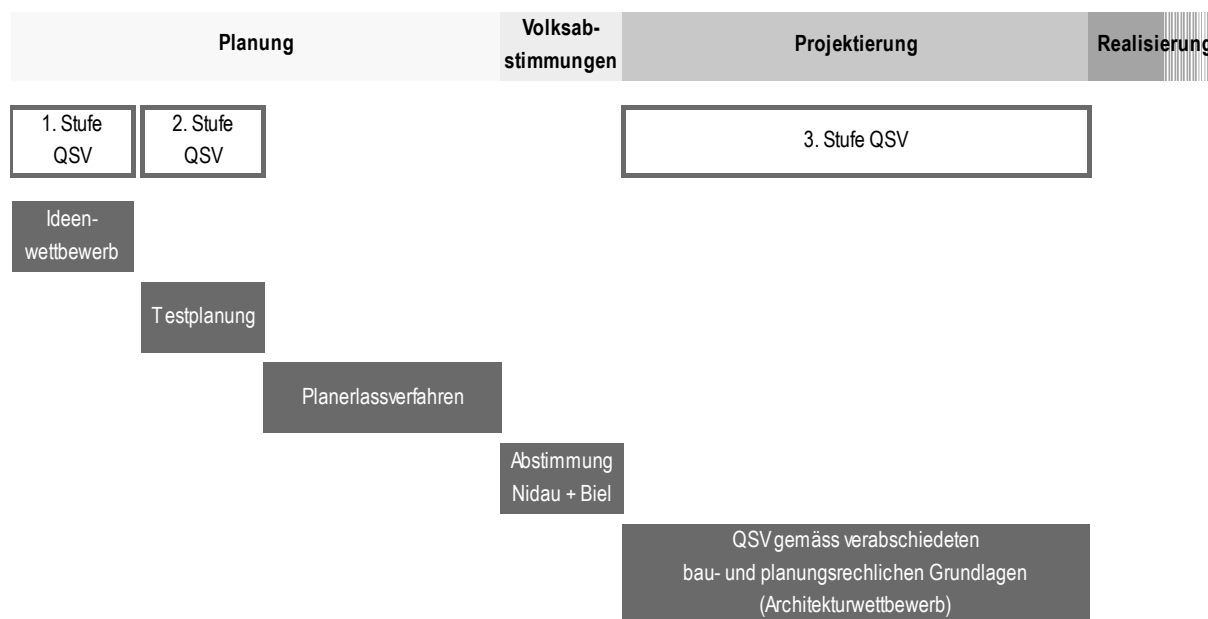 Planung
Volksab-
stimmungen
Projektierung
Realisierung
1. Stufe
QSV
2. Stufe
QSV
3. Stufe QSV
Ideen-
wettbewerb
Testplanung
Planerlassverfahren
Abstimmung
Nidau + Biel
QSV gemäss verabschiedeten
bau- und planungsrechlichen Grundlagen
(Architekturwettbewerb)